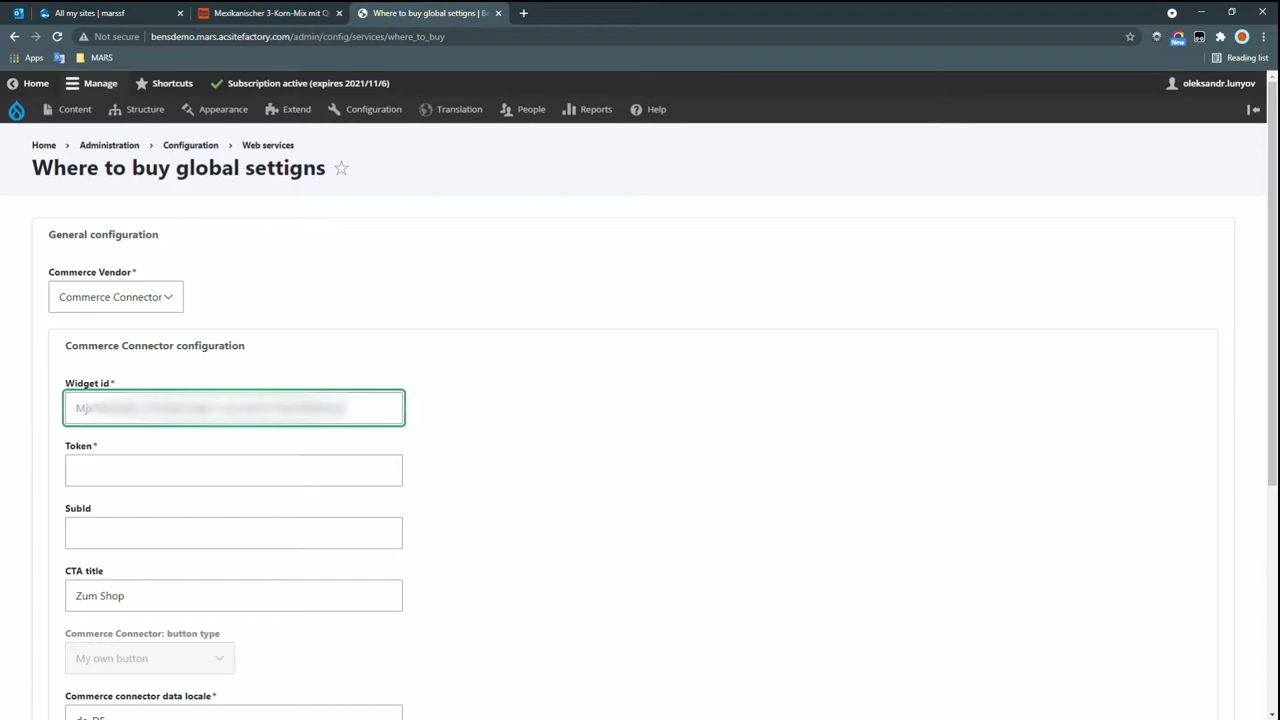 All my sites | marssf
Mexikanischer 3-Korn-Mix mit
Where to buy global settigns |
Not secure
bensdemo.mars.acsitefactory.com/admin/config/services/where_to_buy
New
Apps
MARS
Reading list
Home
Manage
Shortcuts
Subscription active (expires 2021/11/6)
oleksandr.lunyov
Content
Structure
Appearance
Extend
Configuration
Translation
Reports
People
Help
Home › Administration › Configuration › Web services
Where to buy global settigns
General configuration
Commerce Vendor*
Commerce Connector
Commerce Connector configuration
Widget id*
Token*
SubId
CTA title
Zum Shop
Commerce Connector: button type
My own button
Commerce connector data locale*
de_DE